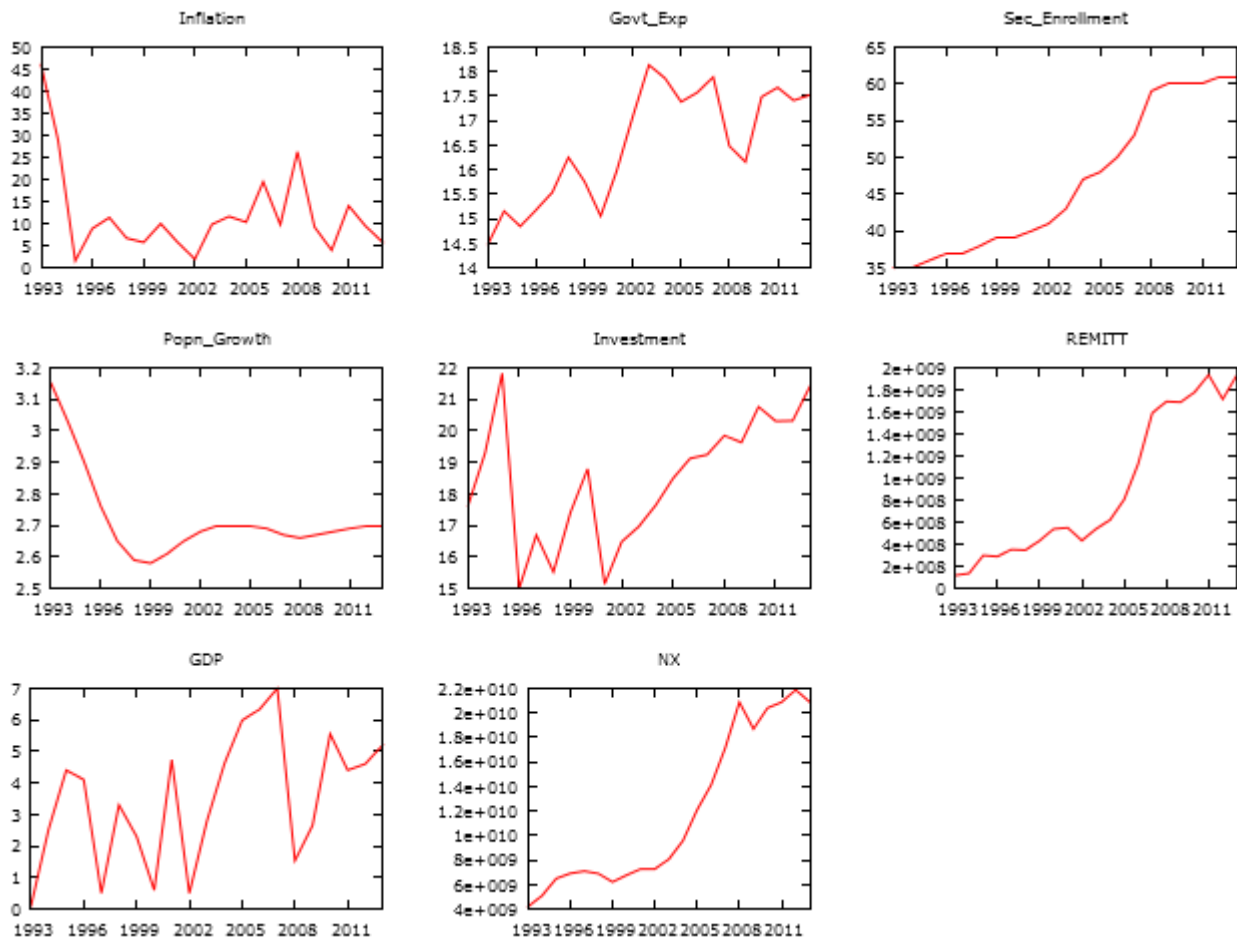 Inflation
50
45
40
35
30
25
20
15
10
5
0
1993 1996 1999 2002 2005 2008 2011
Govt_Exp
18.5
18
17.5
17
16.5
16
15.5
15
14.5
14
1993 1996 1999 2002 2005 2008 2011
Sec_Enrollment
65
60
55
50
45
40
35
1993 1996 1999 2002 2005 2008 2011
Popn_Growth
3.2
3.1
3
2.9
2.8
2.7
2.6
2.5
1993 1996 1999 2002 2005 2008 2011
Investment
22
21
20
19
18
17
16
15
1993 1996 1999 2002 2005 2008 2011
REMITT
2e+009
1.8e+009
1.6e+009
1.4e+009
1.2e+009
1e+009
8e+008
6e+008
4e+008
2e+008
0
1993 1996 1999 2002 2005 2008 2011
GDP
7
6
5
4
3
2
1
0
1993 1996 1999 2002 2005 2008 2011
NX
2.2e+010
2e+010
1.8e+010
1.6e+010
1.4e+010
1.2e+010
1e+010
8e+009
6e+009
4e+009
1993 1996 1999 2002 2005 2008 2011